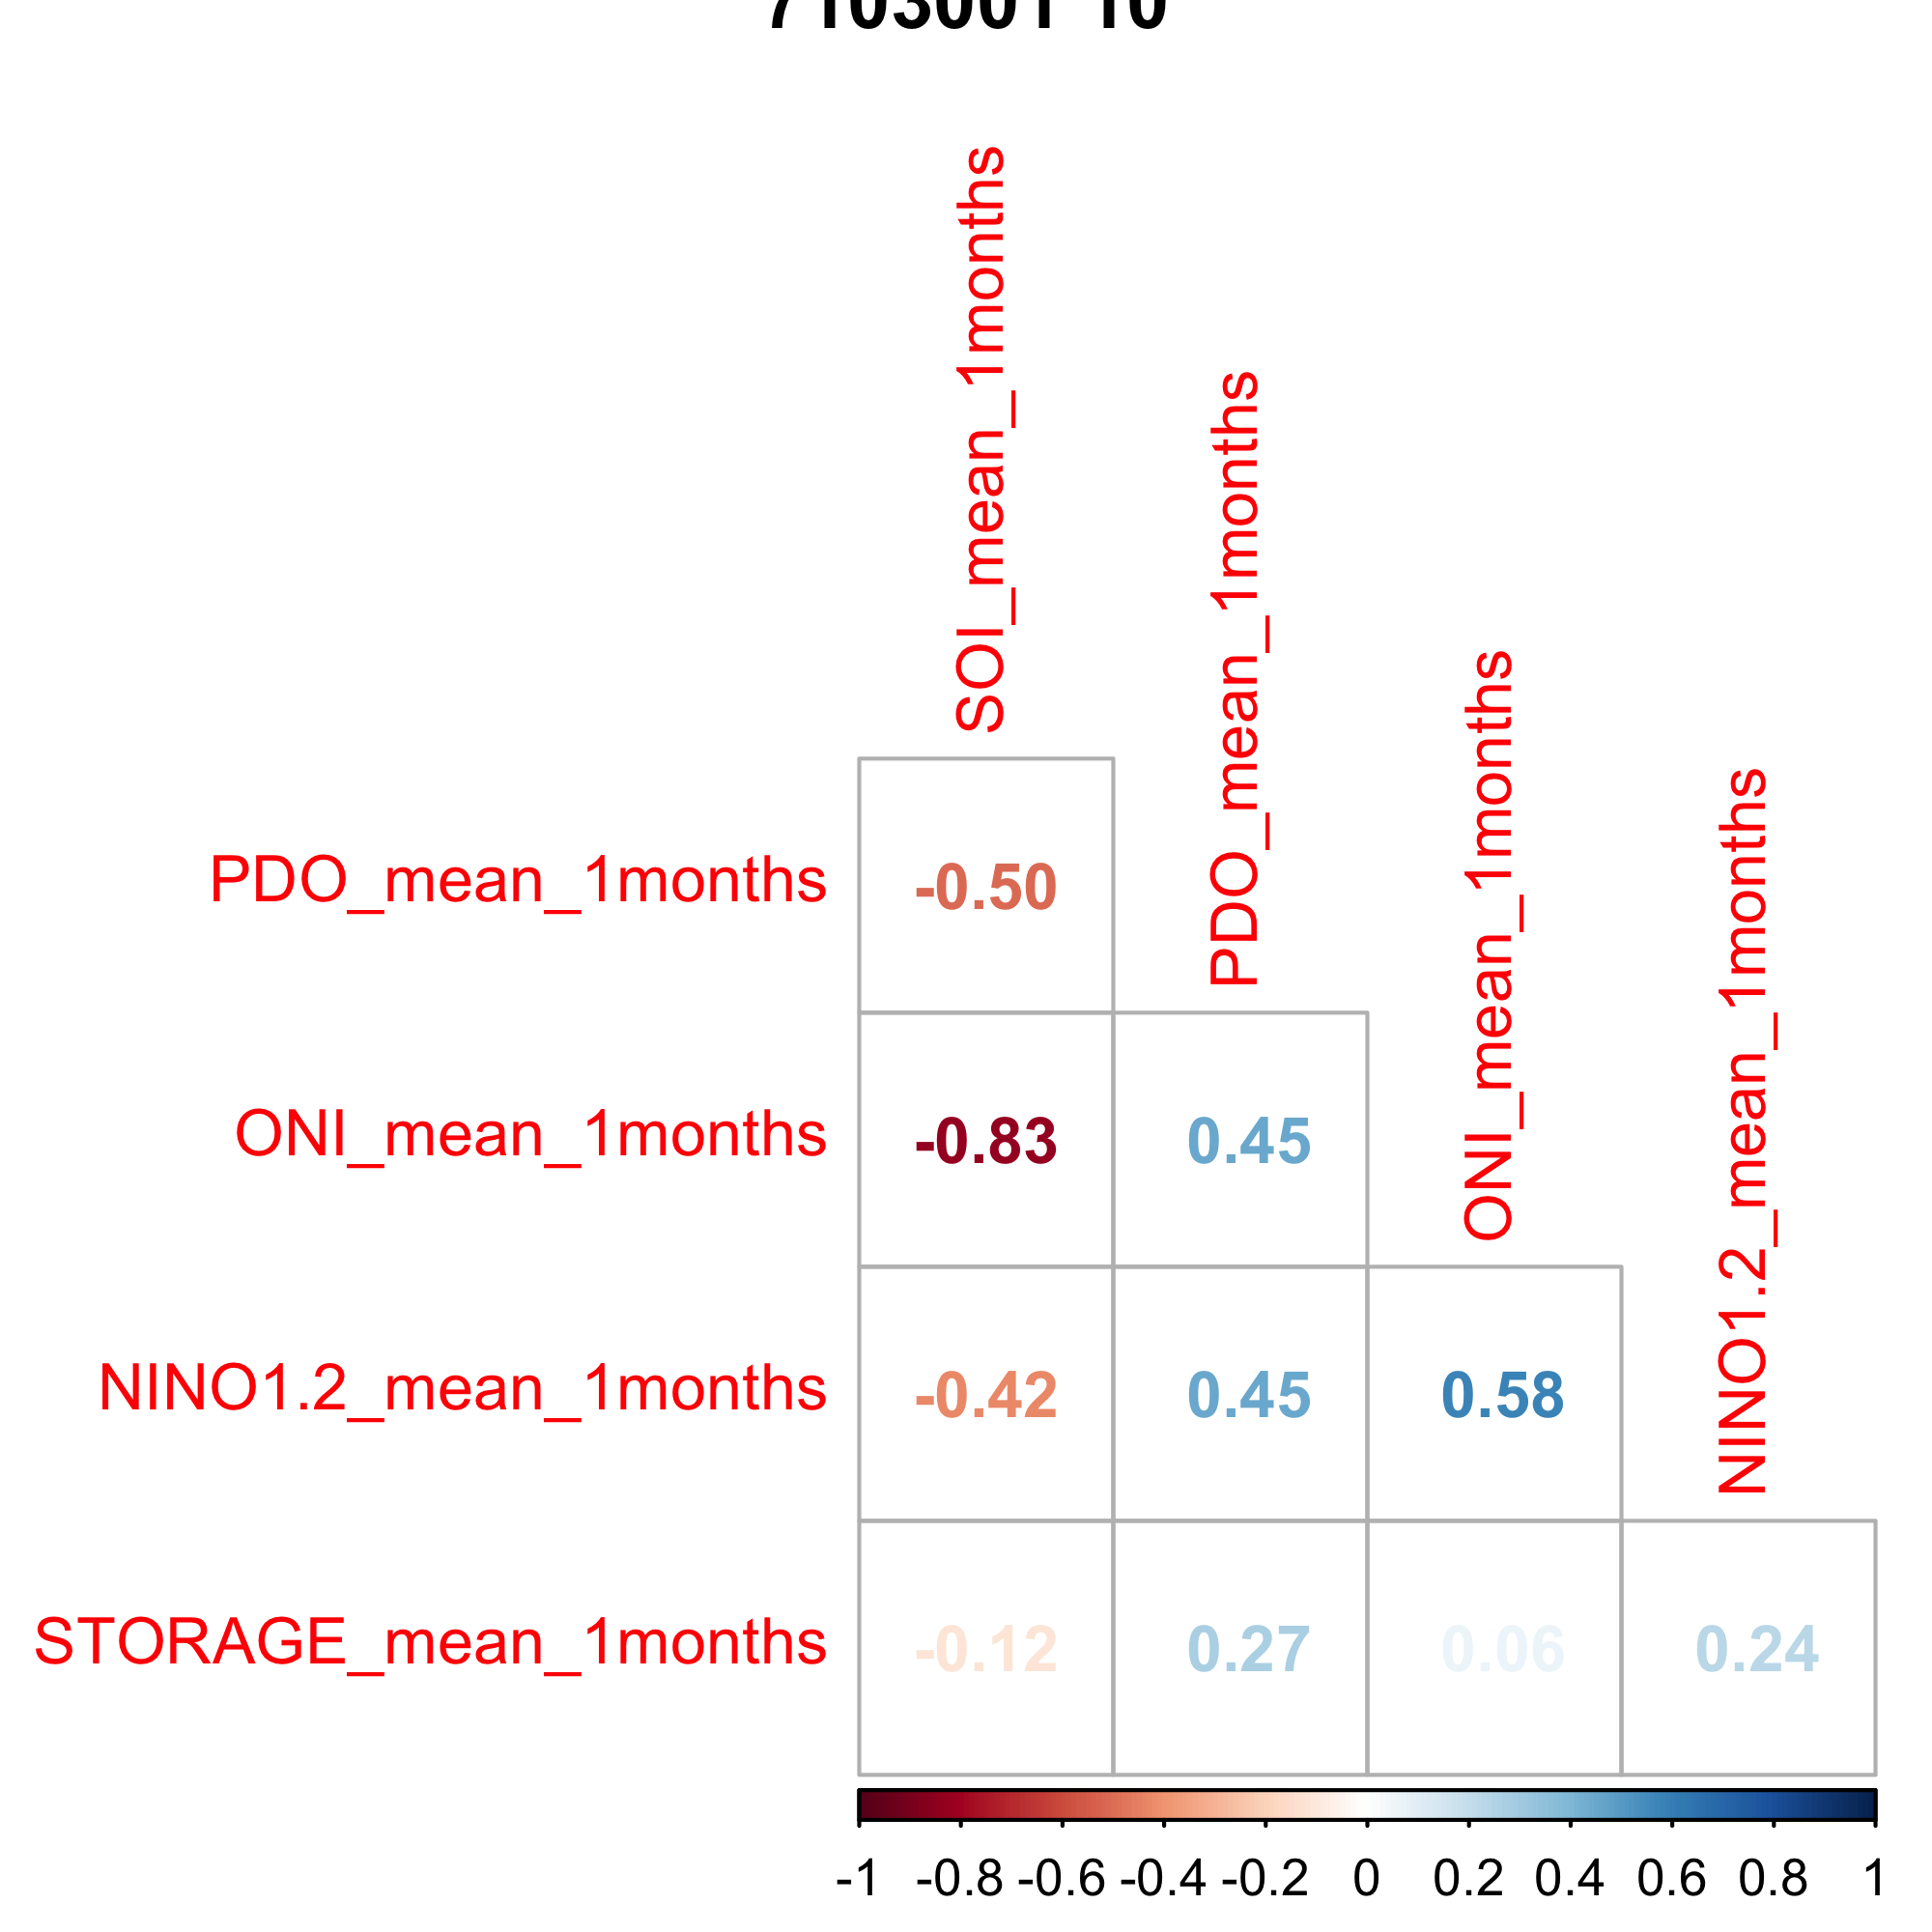 7103001 10
SOI_mean_1months
PDO_mean_1months
ONI_mean_1months
NINO1.2_mean_1months
PDO_mean_1months -0.50
ONI_mean_1months -0.83 0.45
NINO1.2_mean_1months -0.42 0.45 0.58
STORAGE_mean_1months -0.12 0.27 0.06 0.24
-1 -0.8 -0.6 -0.4 -0.2 0 0.2 0.4 0.6 0.8 1